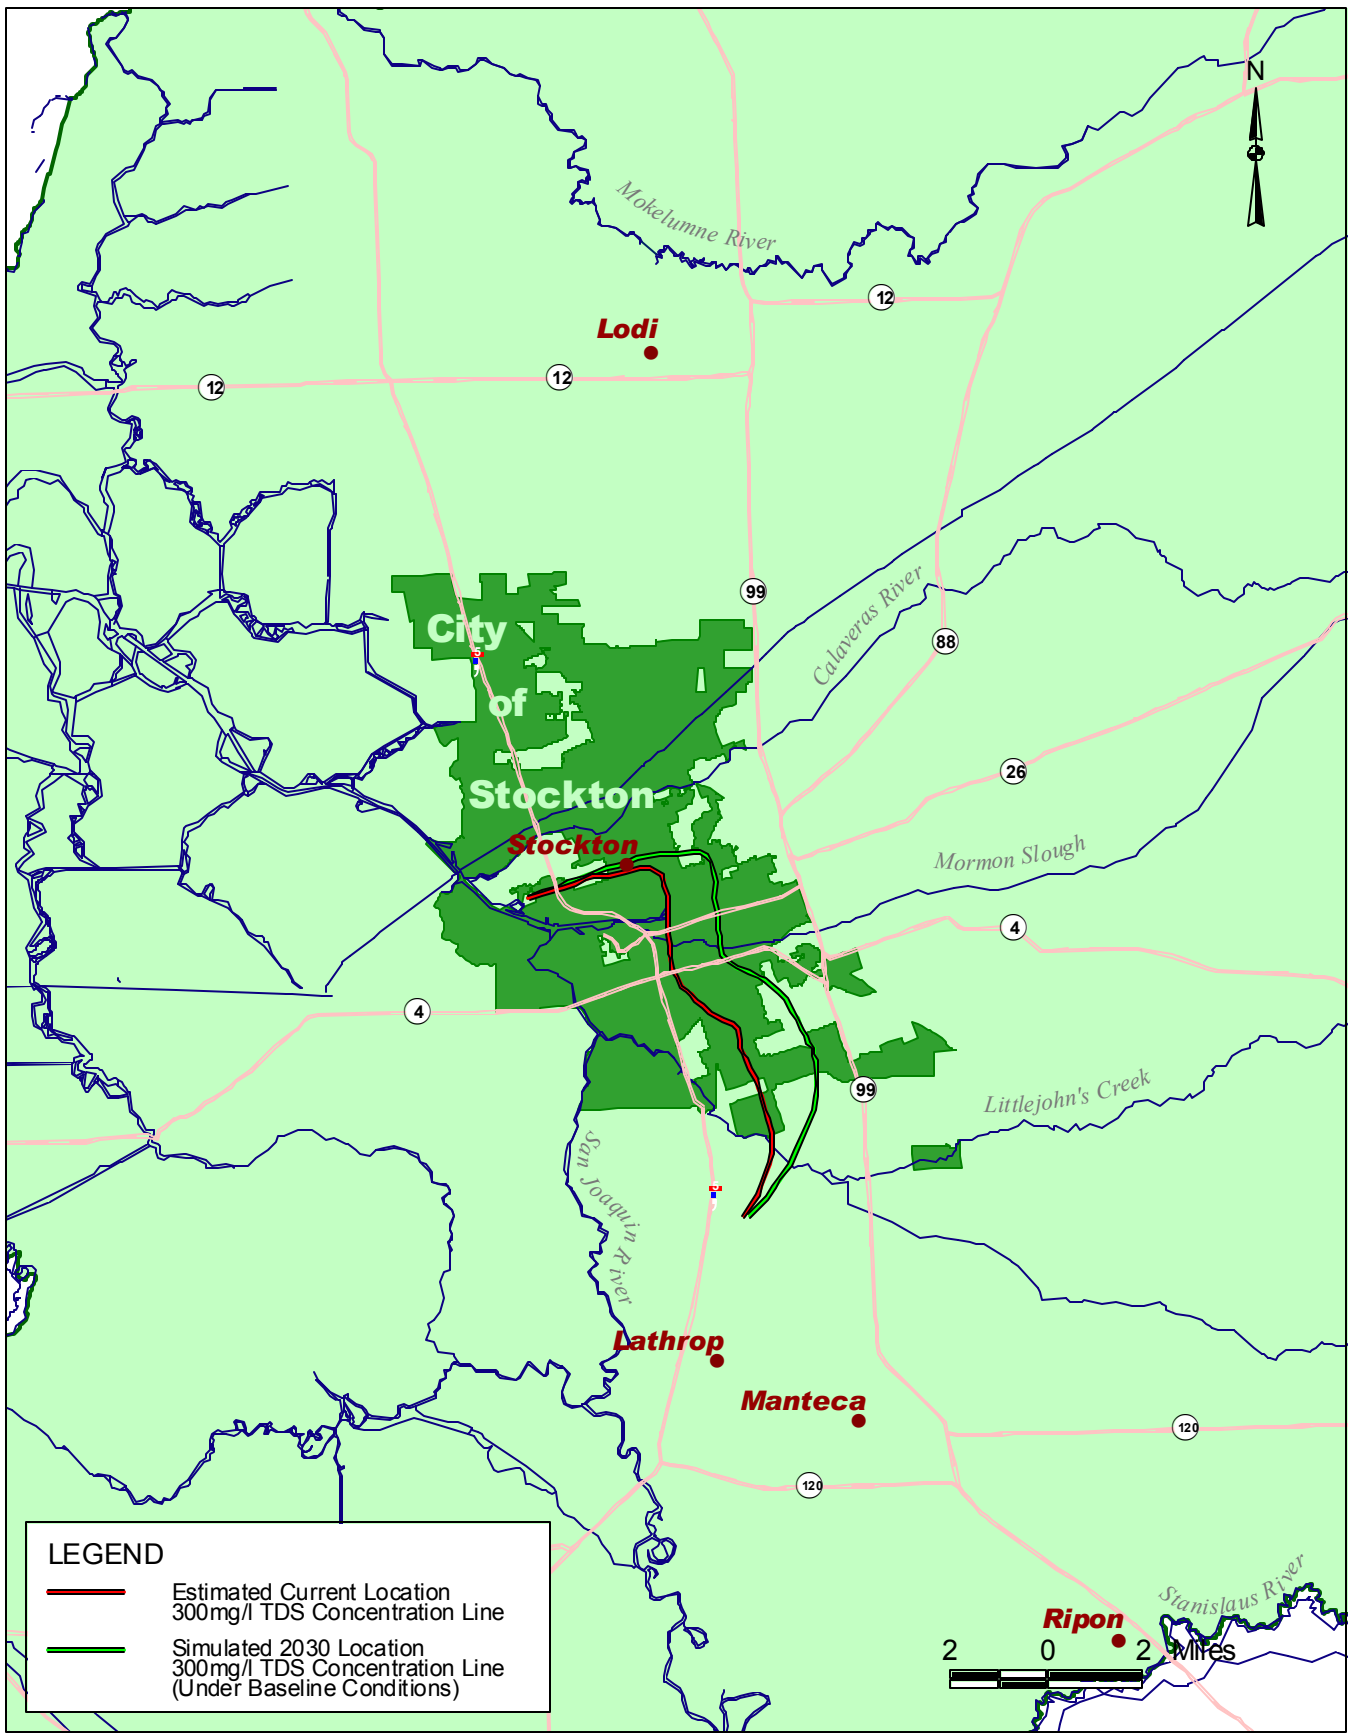 N
Mokelumne River
12
Lodi
12
12
99
Calaveras River
City
5
88
of
26
Stockton
Stockton
Mormon Slough
4
4
99
Littlejohn's Creek
San Joaquin River
5
Lathrop
Manteca
120
120
Stanislaus River
Ripon
2 0 2 Miles
LEGEND
Estimated Current Location
300mg/l TDS Concentration Line
Simulated 2030 Location
300mg/l TDS Concentration Line
(Under Baseline Conditions)